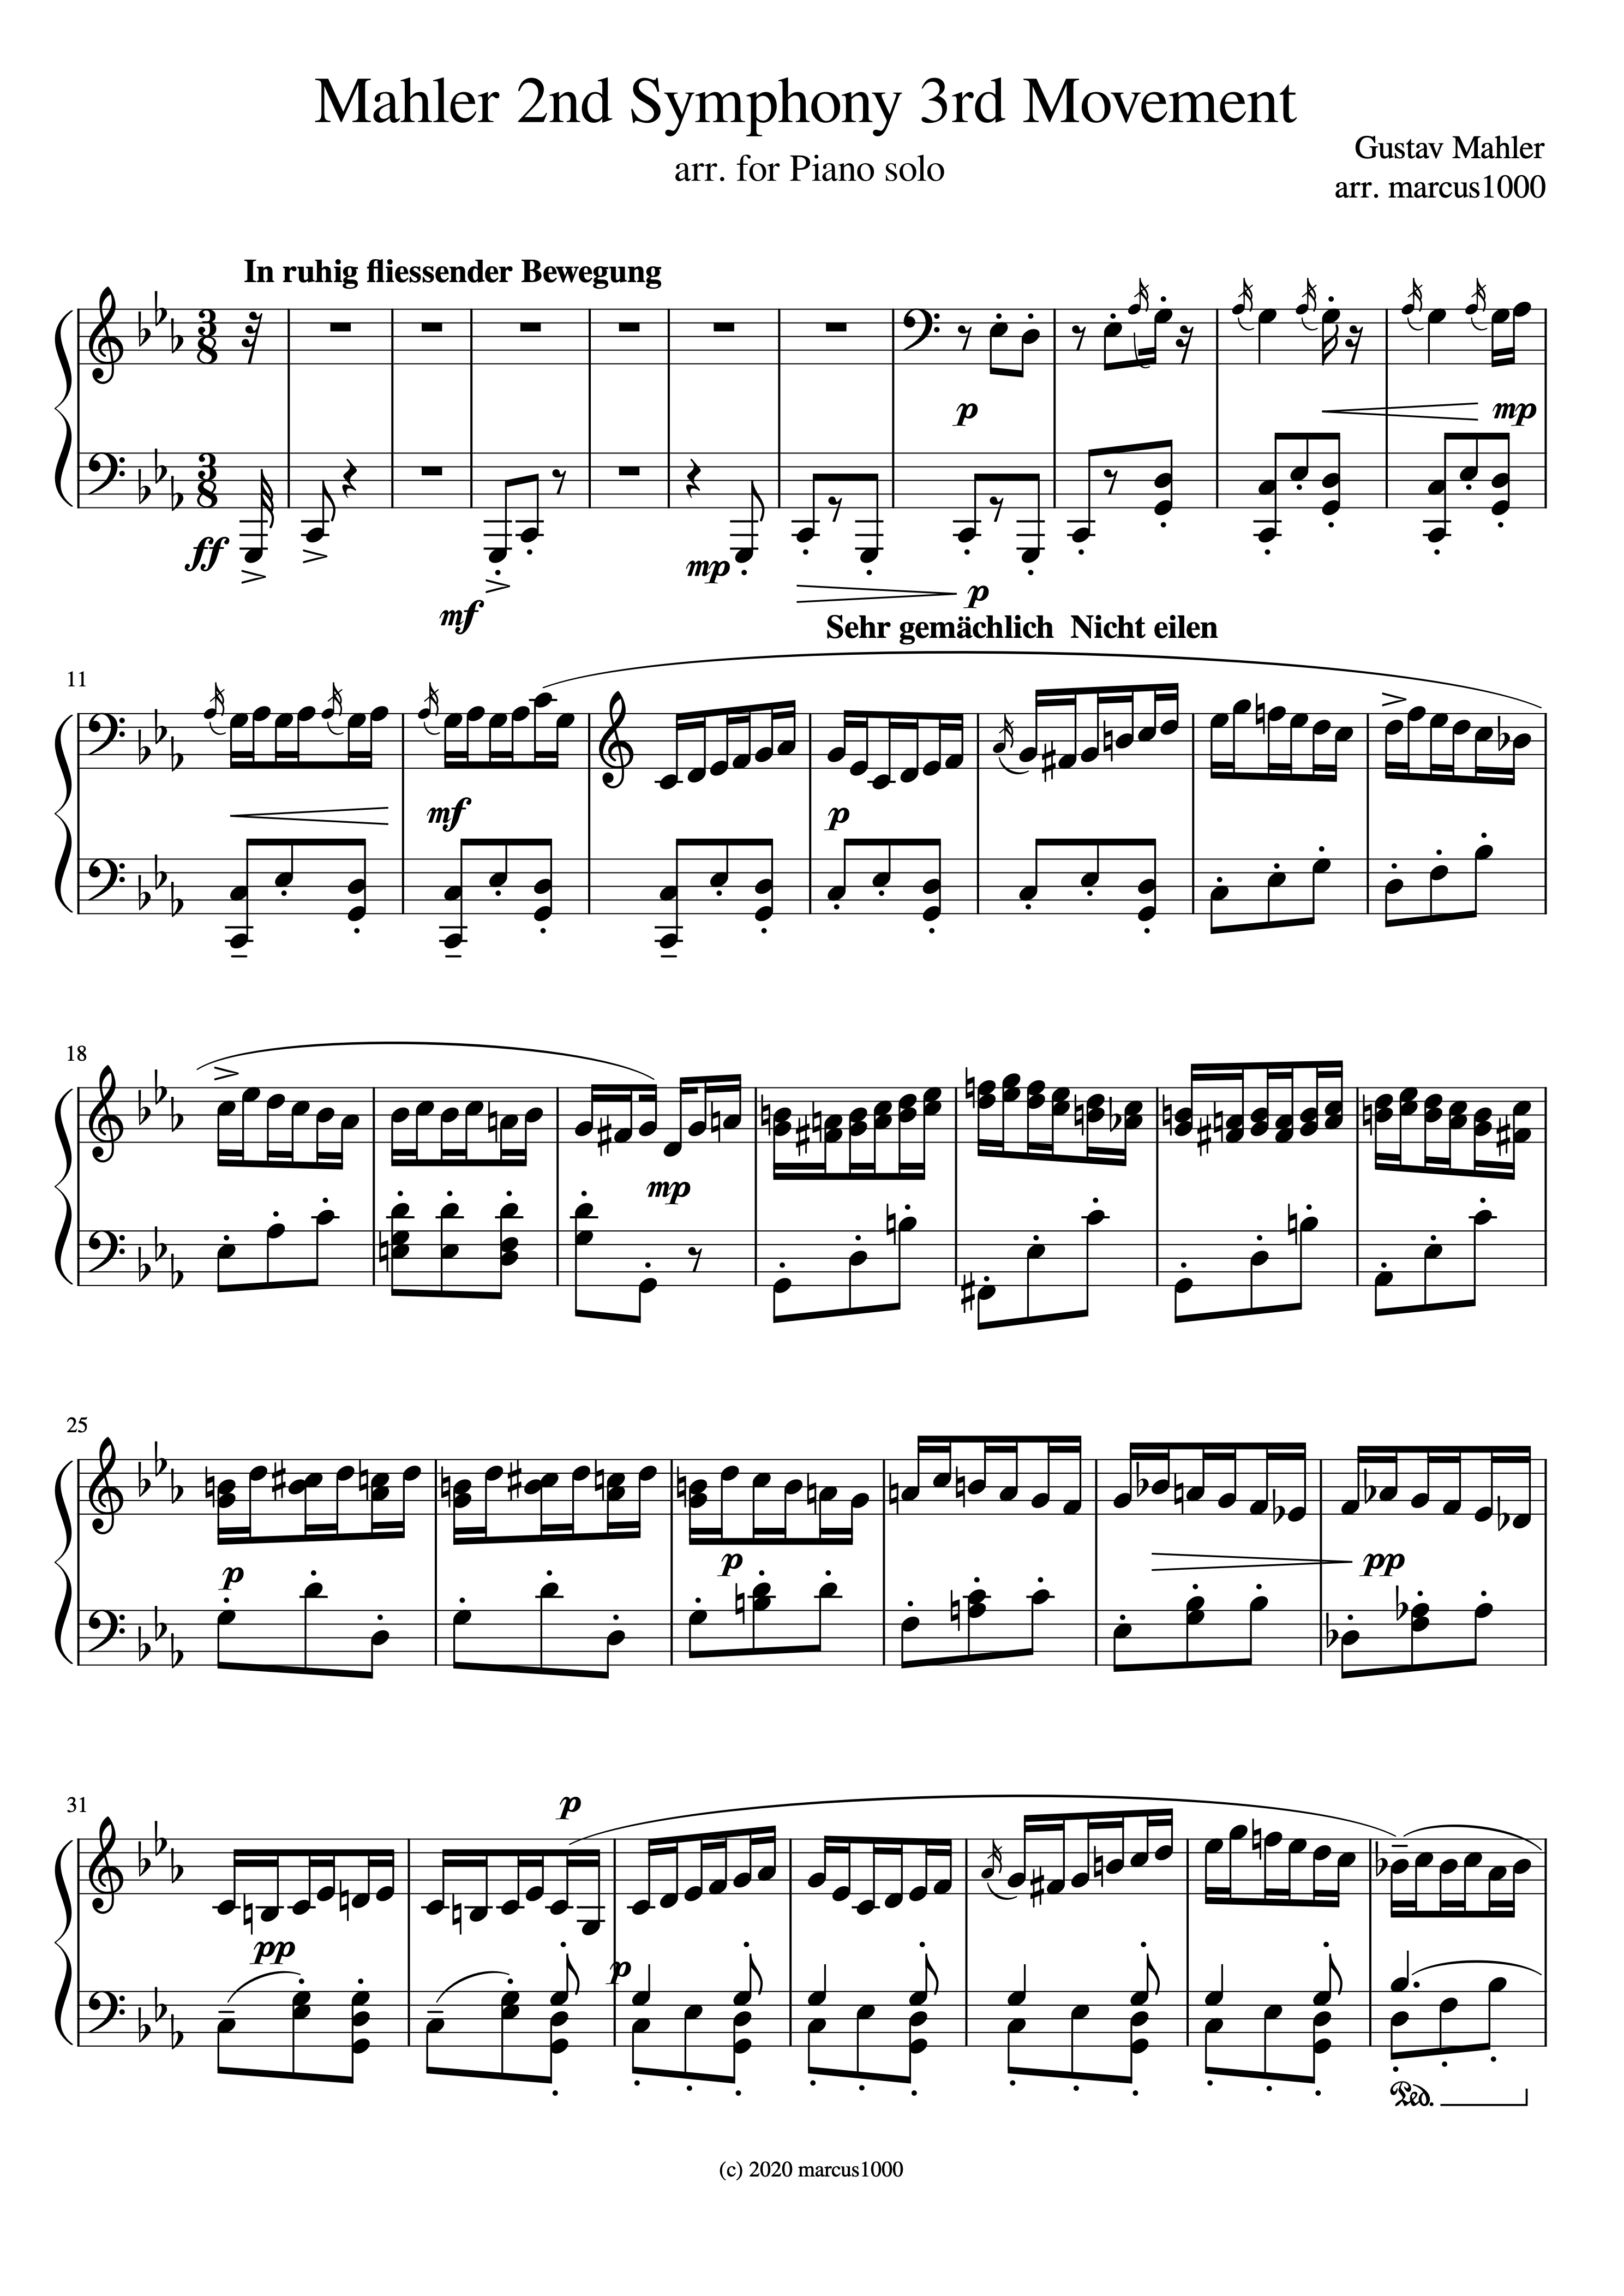 Mahler 2nd Symphony 3rd Movement
arr. for Piano solo
Gustav Mahler
arr. marcus1000
In ruhig fliessender Bewegung
3 8
3 8
p
mp
ff
mf
mp
p
Sehr gemächlich  Nicht eilen
11
mf
p
18
mp
25
p
p
pp
31
p
pp
p
Ped.
(c) 2020 marcus1000